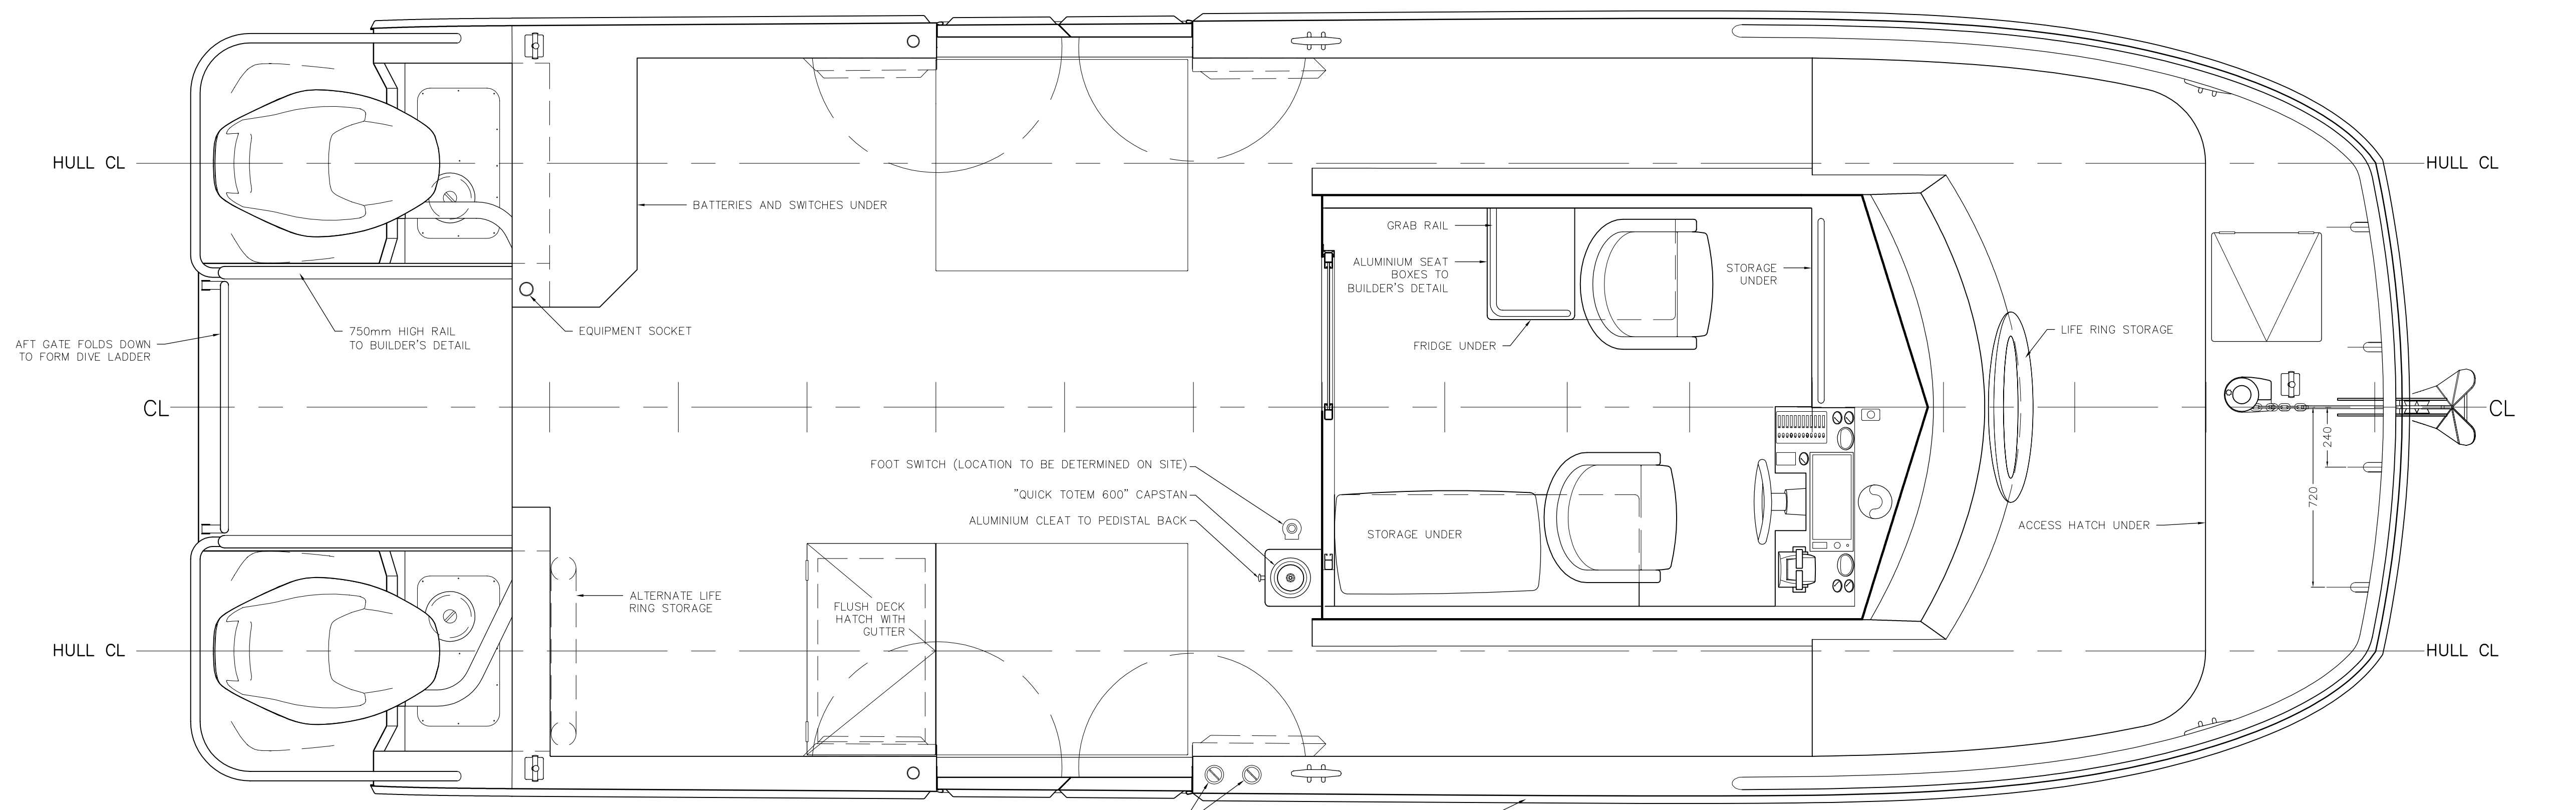 HULL CL
HULL CL
BATTERIES AND SWITCHES UNDER
GRAB RAIL
ALUMINIUM SEAT
BOXES TO
BUILDER'S DETAIL
STORAGE
UNDER
FRIDGE UNDER
LIFE RING STORAGE
EQUIPMENT SOCKET
750mm HIGH RAIL
TO BUILDER'S DETAIL
AFT GATE FOLDS DOWN
TO FORM DIVE LADDER
CL
CL
240
720
FOOT SWITCH (LOCATION TO BE DETERMINED ON SITE)
"QUICK TOTEM 600" CAPSTAN
ALUMINIUM CLEAT TO PEDISTAL BACK
STORAGE UNDER
ACCESS HATCH UNDER
ALTERNATE LIFE
RING STORAGE
FLUSH DECK
HATCH WITH
GUTTER
HULL CL
HULL CL